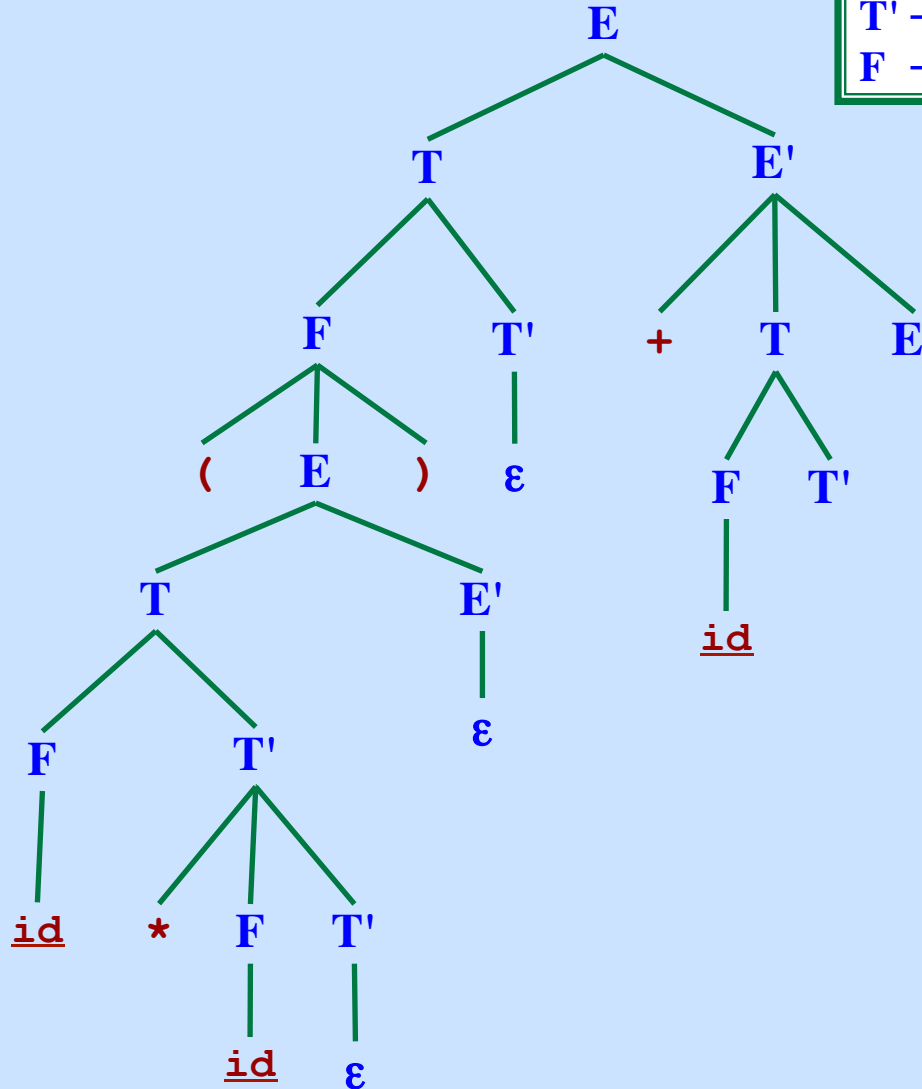 E
T' -
F -
T E'
F T' + T E
( E ) ε F T'
T E' id
F T' ε
id * F T'
id ε